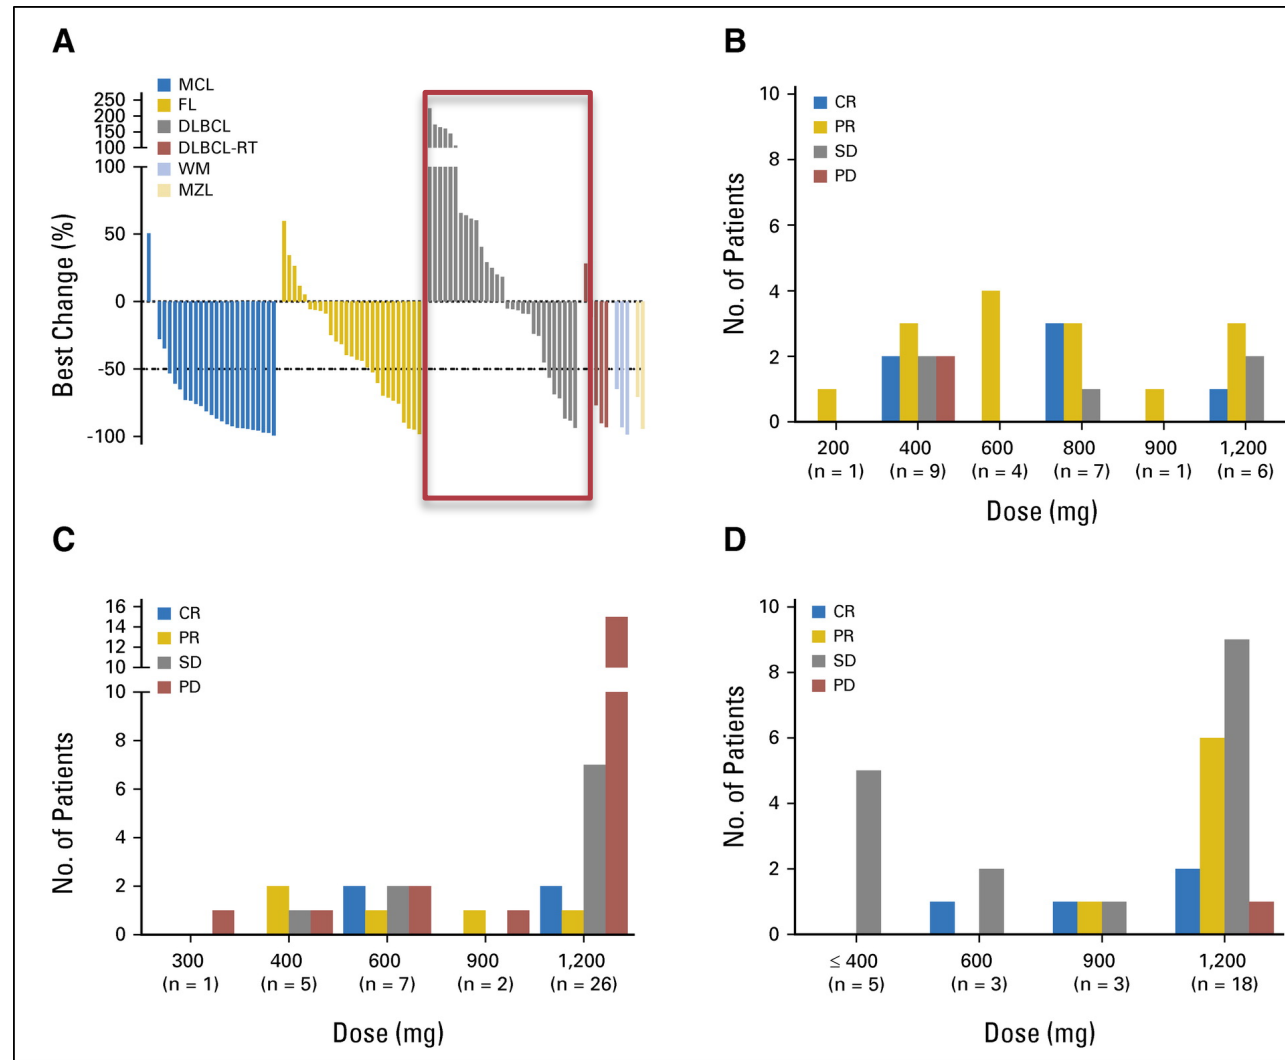 A
MCL
FL
DLBCL
DLBCL-RT
WM
MZL
250
200
150
100
100
50
0
-50
-100
Best Change (%)
B
CR
PR
SD
PD
10
8
6
4
2
0
No. of Patients
200 400 600 800 900 1,200
(n = 1) (n = 9) (n = 4) (n = 7) (n = 1) (n = 6)
Dose (mg)
C
CR
PR
SD
PD
16
14
12
10
10
8
6
4
2
0
No. of Patients
300 400 600 900 1,200
(n = 1) (n = 5) (n = 7) (n = 2) (n = 26)
Dose (mg)
D
CR
PR
SD
PD
10
8
6
4
2
0
No. of Patients
≤ 400 600 900 1,200
(n = 5) (n = 3) (n = 3) (n = 18)
Dose (mg)